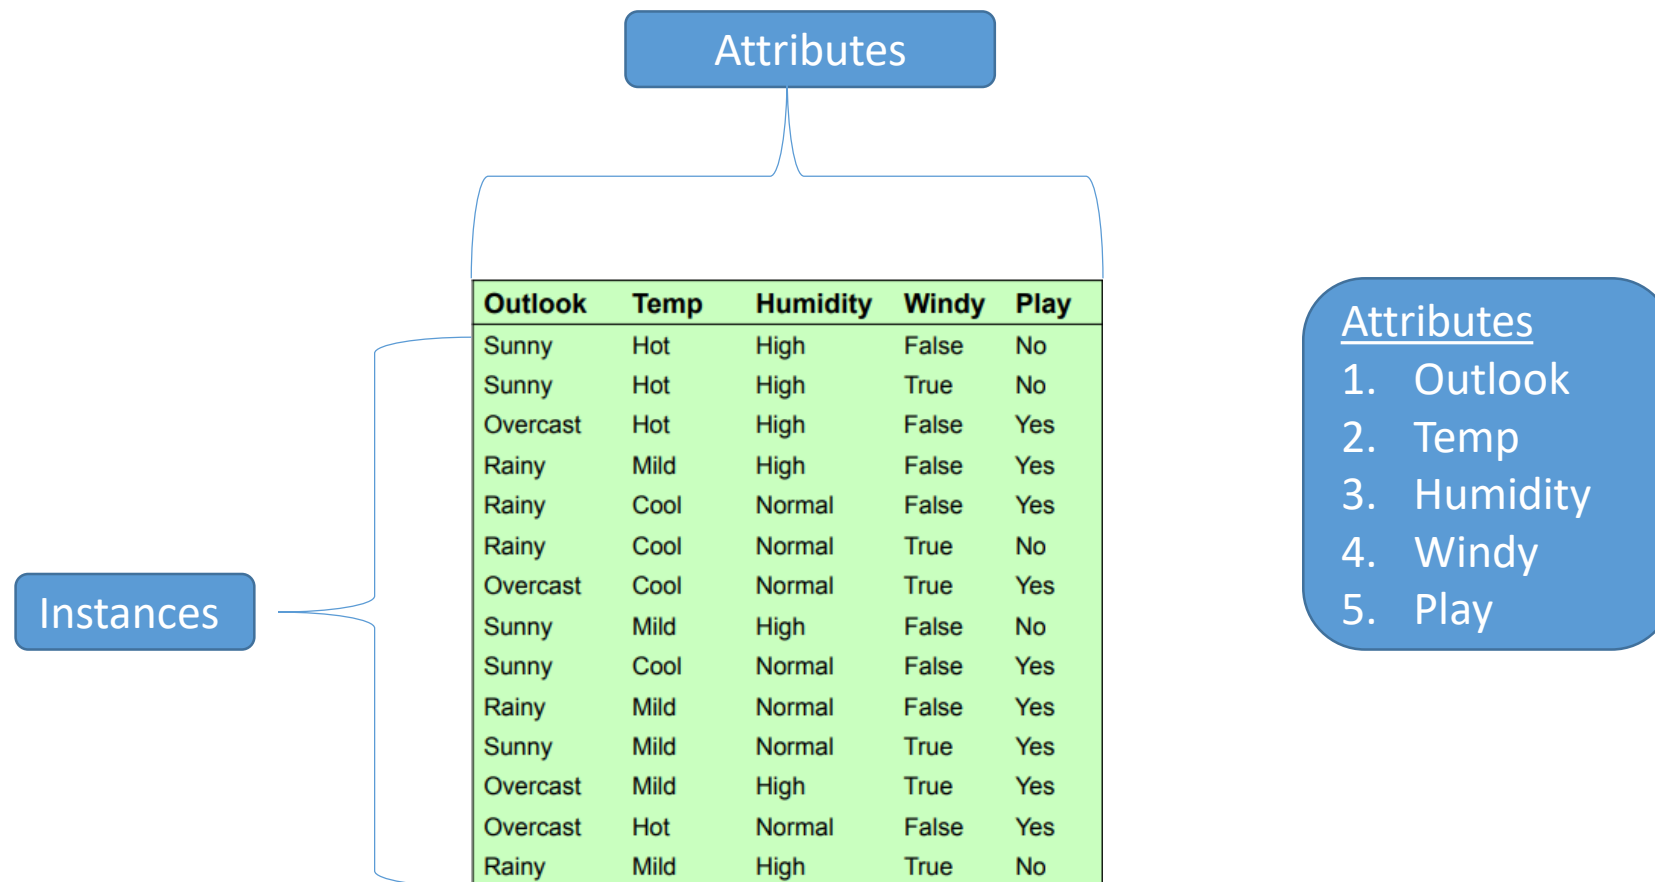 Attributes
Outlook Temp Humidity Windy Play
Sunny Hot High False No
Sunny Hot High True No
Overcast Hot High False Yes
Rainy Mild High False Yes
Rainy Cool Normal False Yes
Rainy Cool Normal True No
Overcast Cool Normal True Yes
Sunny Mild High False No
Sunny Cool Normal False Yes
Rainy Mild Normal False Yes
Sunny Mild Normal True Yes
Overcast Mild High True Yes
Overcast Hot Normal False Yes
Rainy Mild High True No
Instances
Attributes
1. Outlook
2. Temp
3. Humidity
4. Windy
5. Play